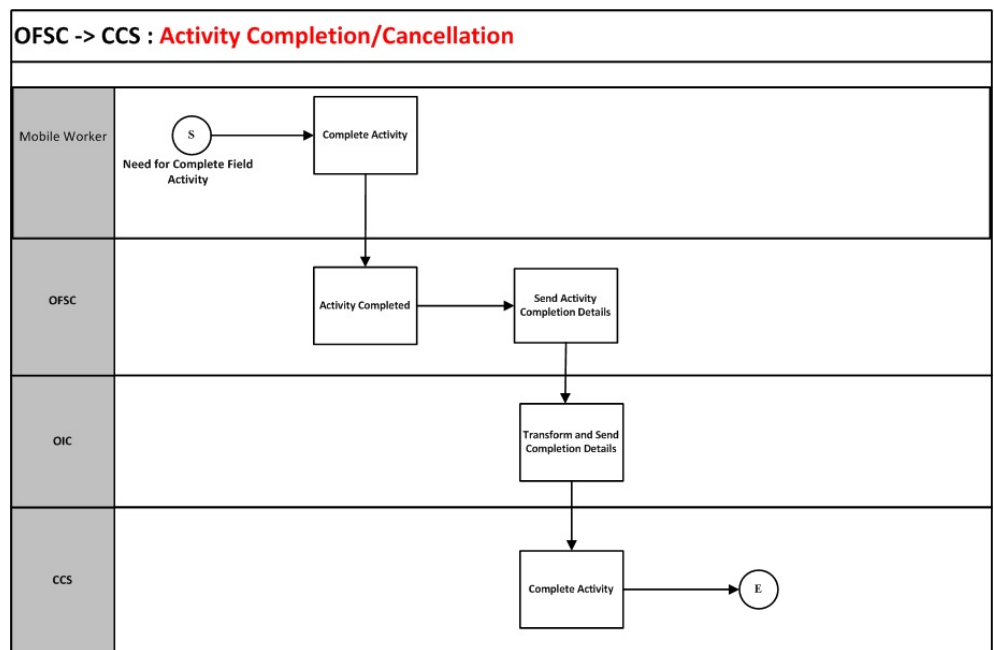 OFSC -> CCS : Activity Completion/Cancellation
Mobile Worker
S
Need for Complete Field
Activity
Complete Activity
OFSC
Activity Completed
Send Activity
Completion Details
OIC
Transform and Send
Completion Details
CCS
Complete Activity
E